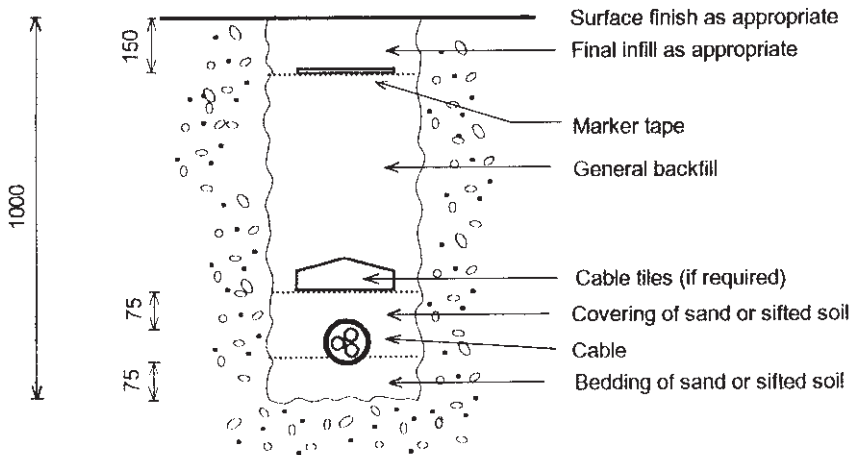 Surface finish as appropriate
150
Final infill as appropriate
Marker tape
General backfill
1000
Cable tiles (if required)
75
Covering of sand or sifted soil
Cable
75
Bedding of sand or sifted soil